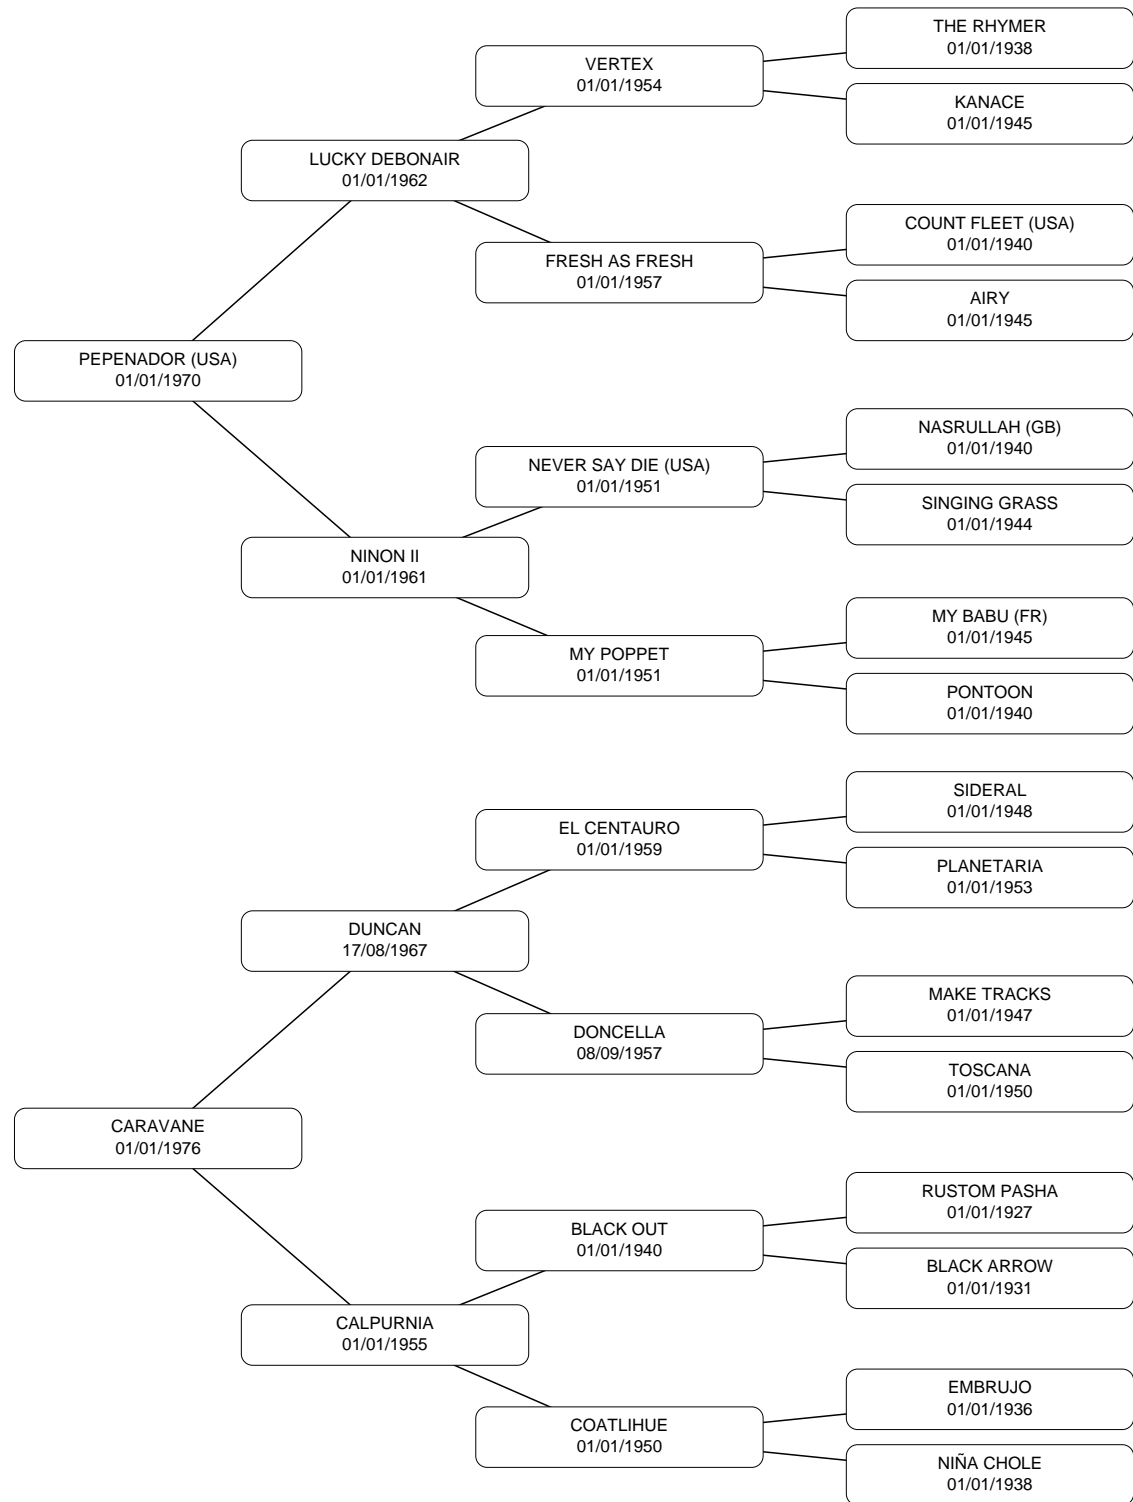 THE RHYMER
01/01/1938
VERTEX
01/01/1954
KANACE
01/01/1945
LUCKY DEBONAIR
01/01/1962
COUNT FLEET (USA)
01/01/1940
FRESH AS FRESH
01/01/1957
AIRY
01/01/1945
PEPENADOR (USA)
01/01/1970
NASRULLAH (GB)
01/01/1940
NEVER SAY DIE (USA)
01/01/1951
SINGING GRASS
01/01/1944
NINON II
01/01/1961
MY BABU (FR)
01/01/1945
MY POPPET
01/01/1951
PONTOON
01/01/1940
SIDERAL
01/01/1948
EL CENTAURO
01/01/1959
PLANETARIA
01/01/1953
DUNCAN
17/08/1967
MAKE TRACKS
01/01/1947
DONCELLA
08/09/1957
TOSCANA
01/01/1950
CARAVANE
01/01/1976
RUSTOM PASHA
01/01/1927
BLACK OUT
01/01/1940
BLACK ARROW
01/01/1931
CALPURNIA
01/01/1955
EMBRUJO
01/01/1936
COATLIHUE
01/01/1950
NIÑA CHOLE
01/01/1938